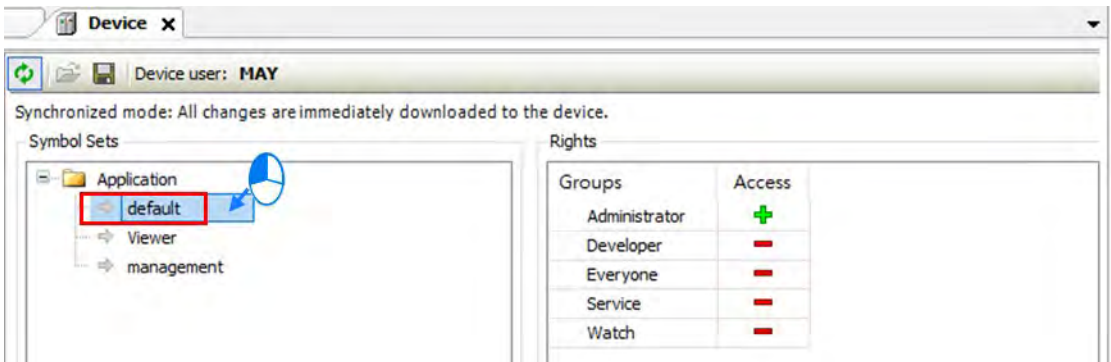 Device
Device user: MAY
Synchronized mode: All changes are immediately downloaded to the device.
Symbol Sets
Application
default
Viewer
management
Rights
Groups Access
Administrator
Developer
Everyone
Service
Watch